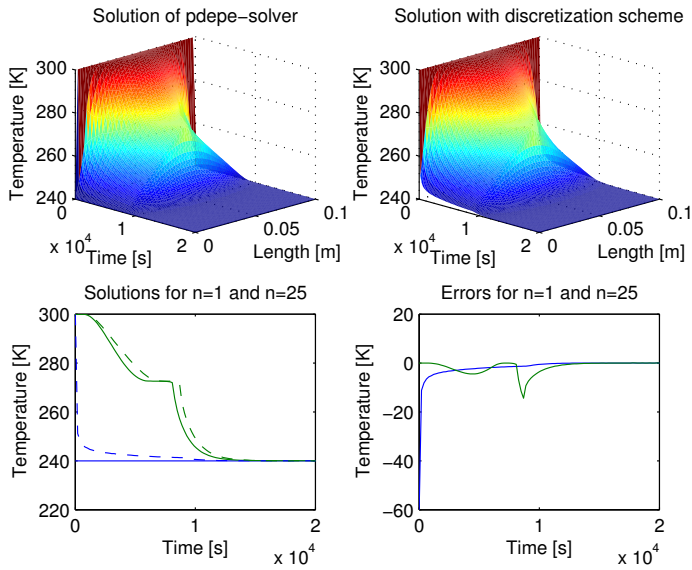 Solution of pdepe−solver
Temperature [K]
300
280
260
240
0
1
2
x 10^4
Time [s]
0
0.05
0.1
Length [m]
Solution with discretization scheme
Temperature [K]
300
280
260
240
0
1
2
x 10^4
Time [s]
0
0.05
0.1
Length [m]
Solutions for n=1 and n=25
Temperature [K]
300
280
260
240
220
0
1
2
Time [s]
x 10^4
Errors for n=1 and n=25
Temperature [K]
20
0
−20
−40
−60
0
1
2
Time [s]
x 10^4